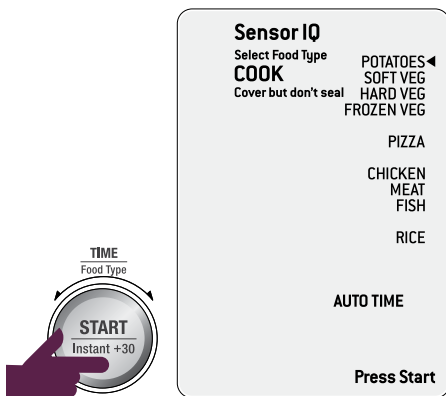 Sensor IQ
Select Food Type
COOK
Cover but don't seal
POTATOES
SOFT VEG
HARD VEG
FROZEN VEG
PIZZA
CHICKEN
MEAT
FISH
RICE
AUTO TIME
Press Start
TIME
Food Type
START
Instant +30